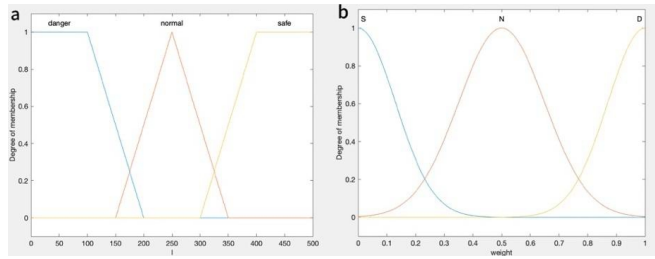 a
danger normal safe
Degree of membership
1
0.8
0.6
0.4
0.2
0
0 50 100 150 200 250 300 350 400 450 500
l
b
S N D
Degree of membership
1
0.8
0.6
0.4
0.2
0
0 0.1 0.2 0.3 0.4 0.5 0.6 0.7 0.8 0.9 1
weight